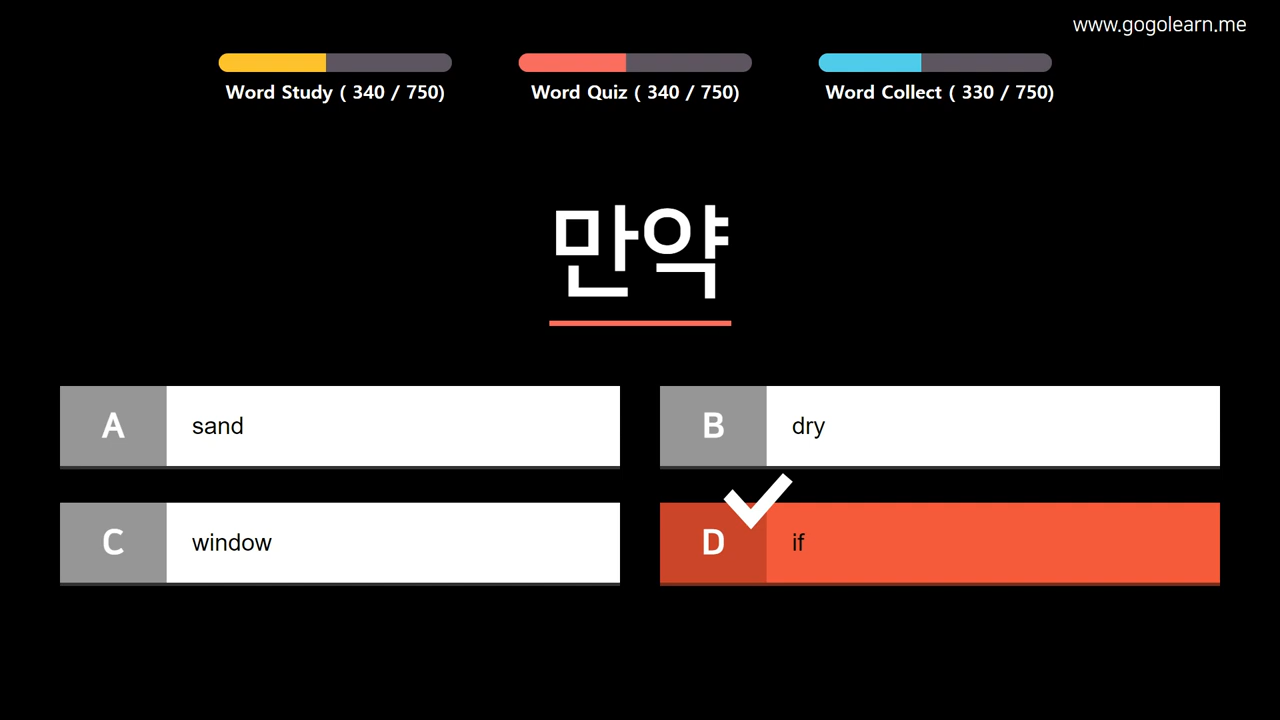 www.gogolearn.me
Word Study ( 340 / 750)
Word Quiz ( 340 / 750)
Word Collect ( 330 / 750)
만약
A
sand
B
dry
C
window
D
if